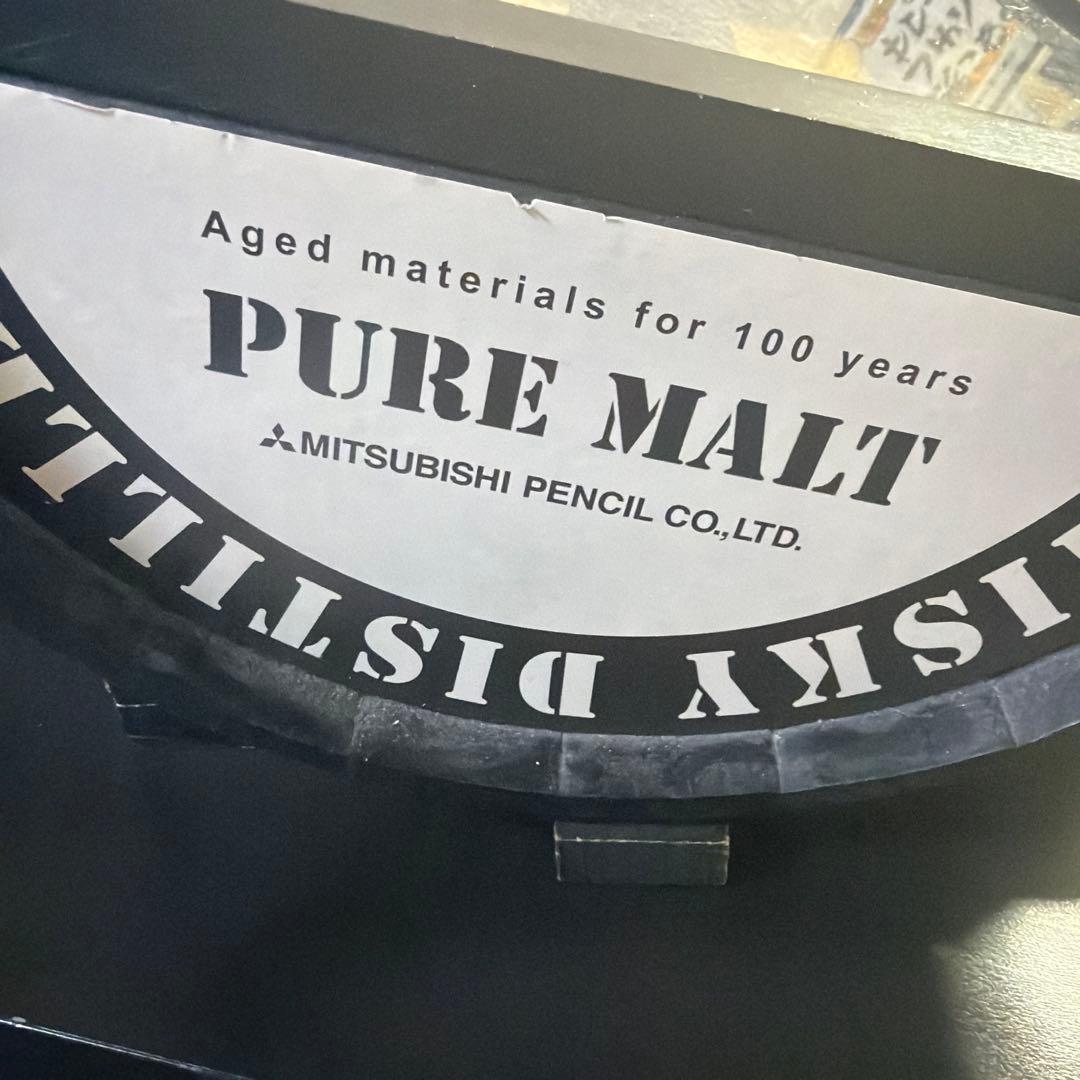 Aged materials for 100 years
PURE MALT
MITSUBISHI PENCIL CO.,LTD.
ISKY DISTILL